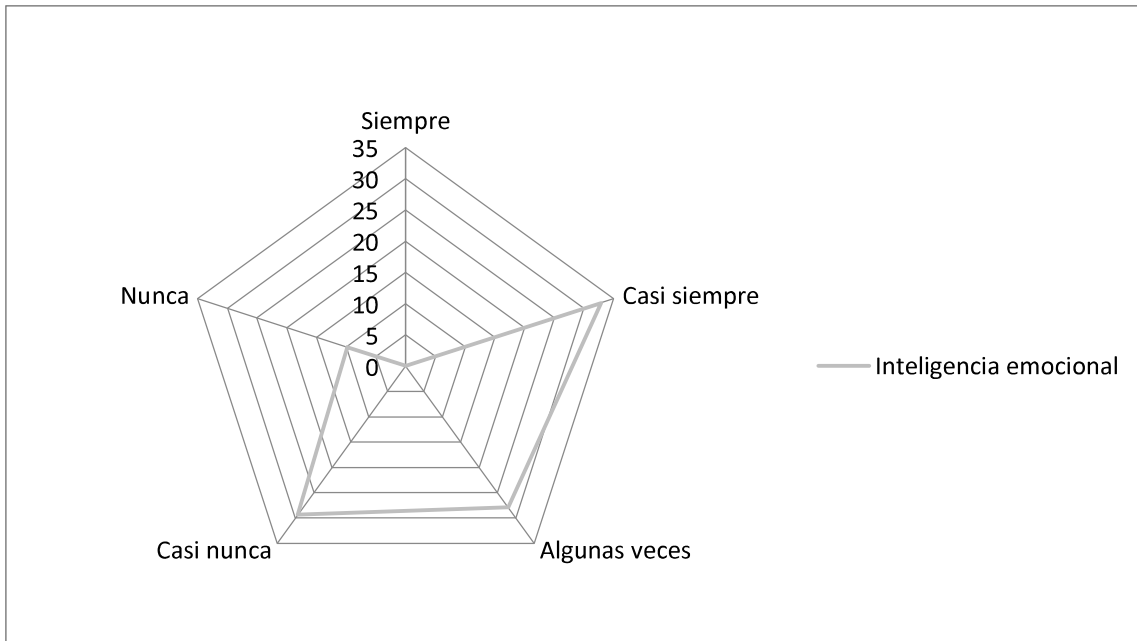 Siempre
35
30
25
20
15
10
5
0
Nunca
Casi siempre
Inteligencia emocional
Casi nunca
Algunas veces